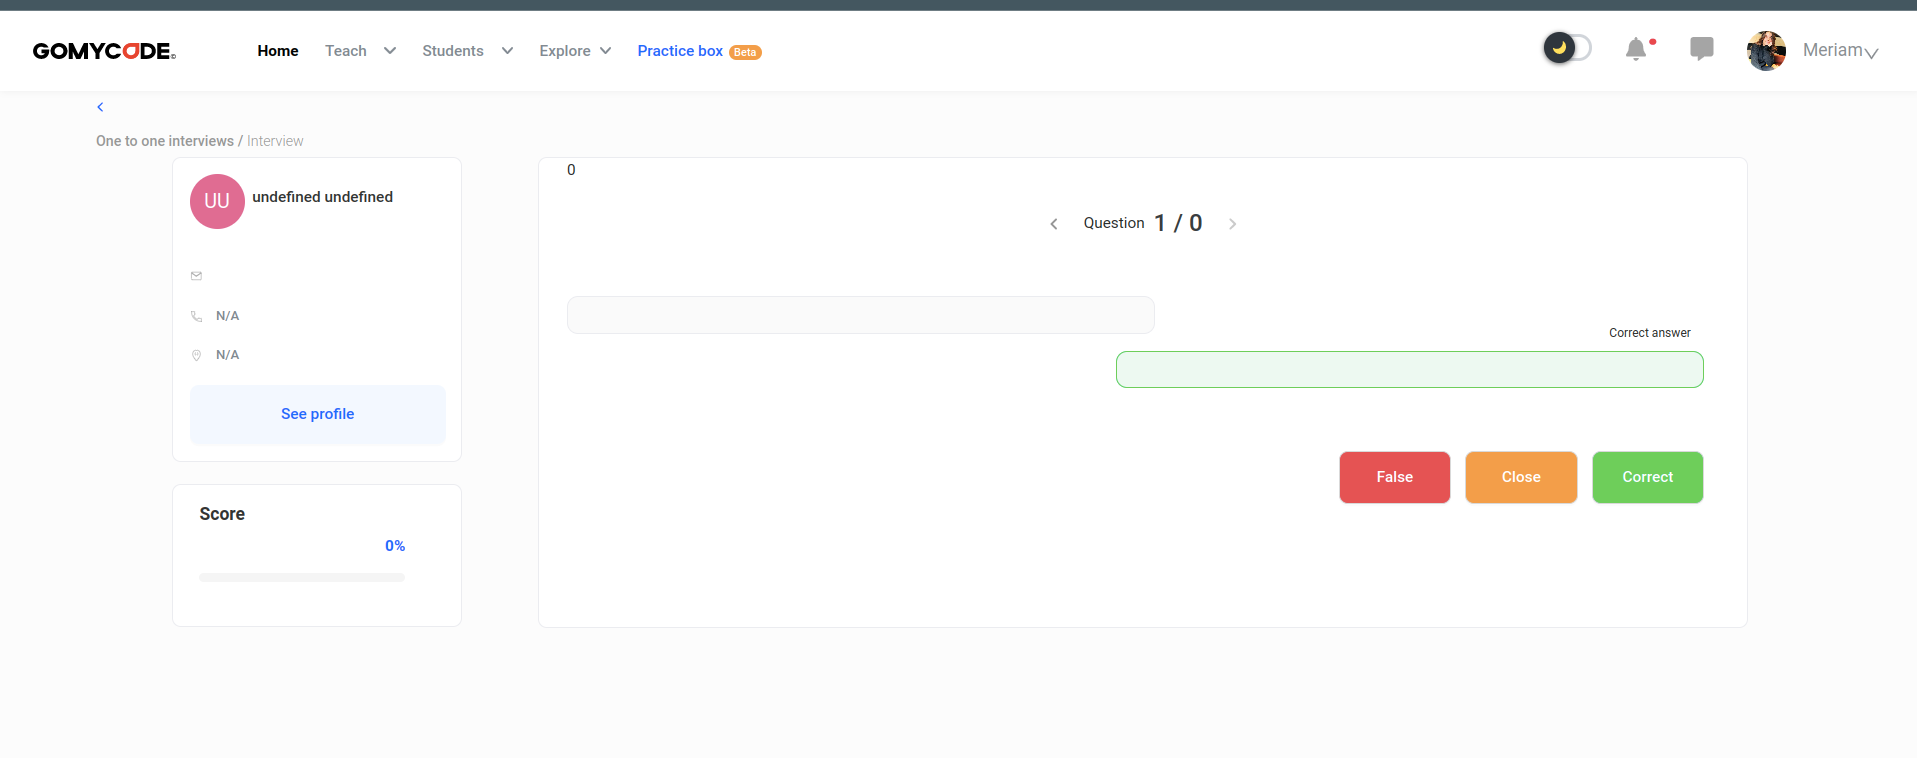 GOMYCODE
Home Teach Students Explore Practice box Beta
Meriam
One to one interviews / Interview
UU undefined undefined
N/A
N/A
See profile
Score
0%
0
Question 1 / 0
Correct answer
False Close Correct